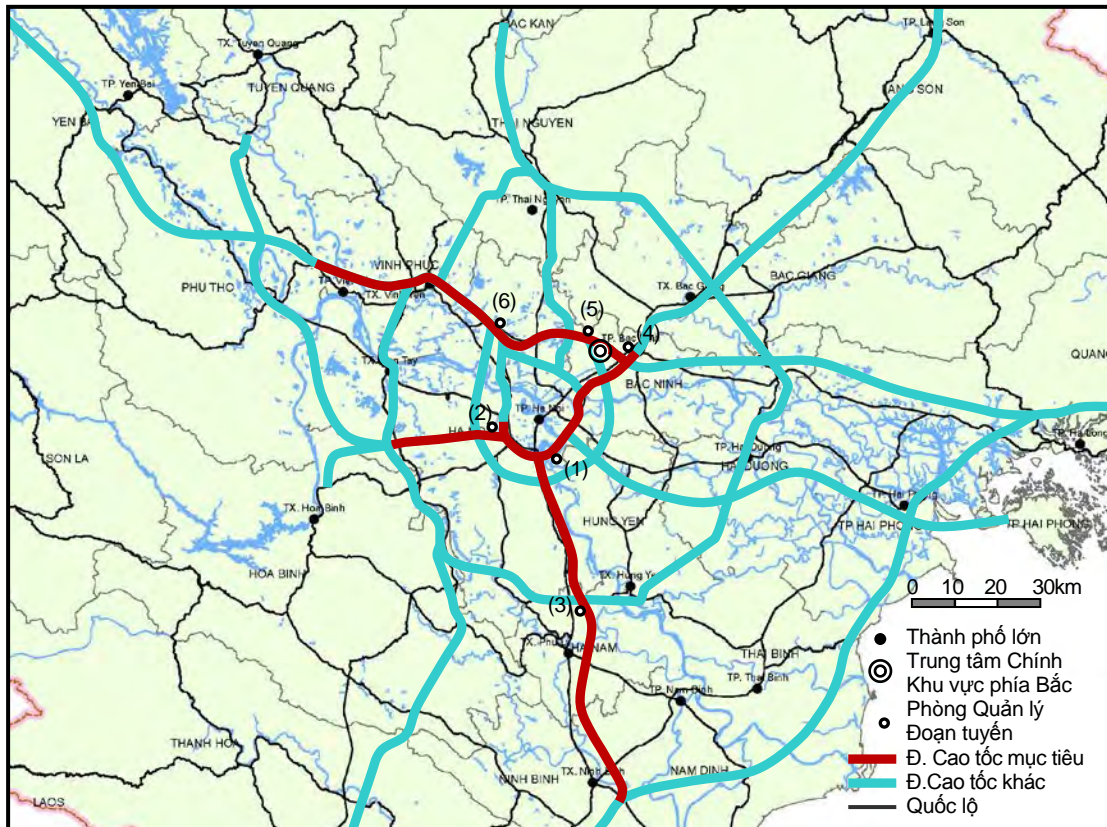 BAC KAN
TP. Lang Son
TX. Tuyen Quang
TUYEN QUANG
TP. Yen Bai
YEN BAI
LANG SON
THAI NGUYEN
TP. Thai Nguyen
VINH PHUC
BAC GIANG
PHU THO
TX. Bac Giang
TX. Vinh Yen
(6)
(5)
(4)
QUANG
BAC NINH
(2)
TP. Ha Noi
TP. Ha Long
SON LA
(1)
HAI DUONG
TP. Hai Phong
TX. Hoa Binh
HUNG YEN
TP HAI PHONG
TP HAI PHONG
HOA BINH
TX. Hung Yen
0 10 20 30km
(3)
Thành phố lớn
HA NAM
THAI BINH
Trung tâm Chính
Khu vực phía Bắc
TP. Thai Binh
TP. Nam Dinh
Phòng Quản lý
Đoạn tuyến
THANH HOA
Đ. Cao tốc mục tiêu
NINH BINH
TX. Ninh Binh
NAM DINH
Đ.Cao tốc khác
LAOS
Quốc lộ